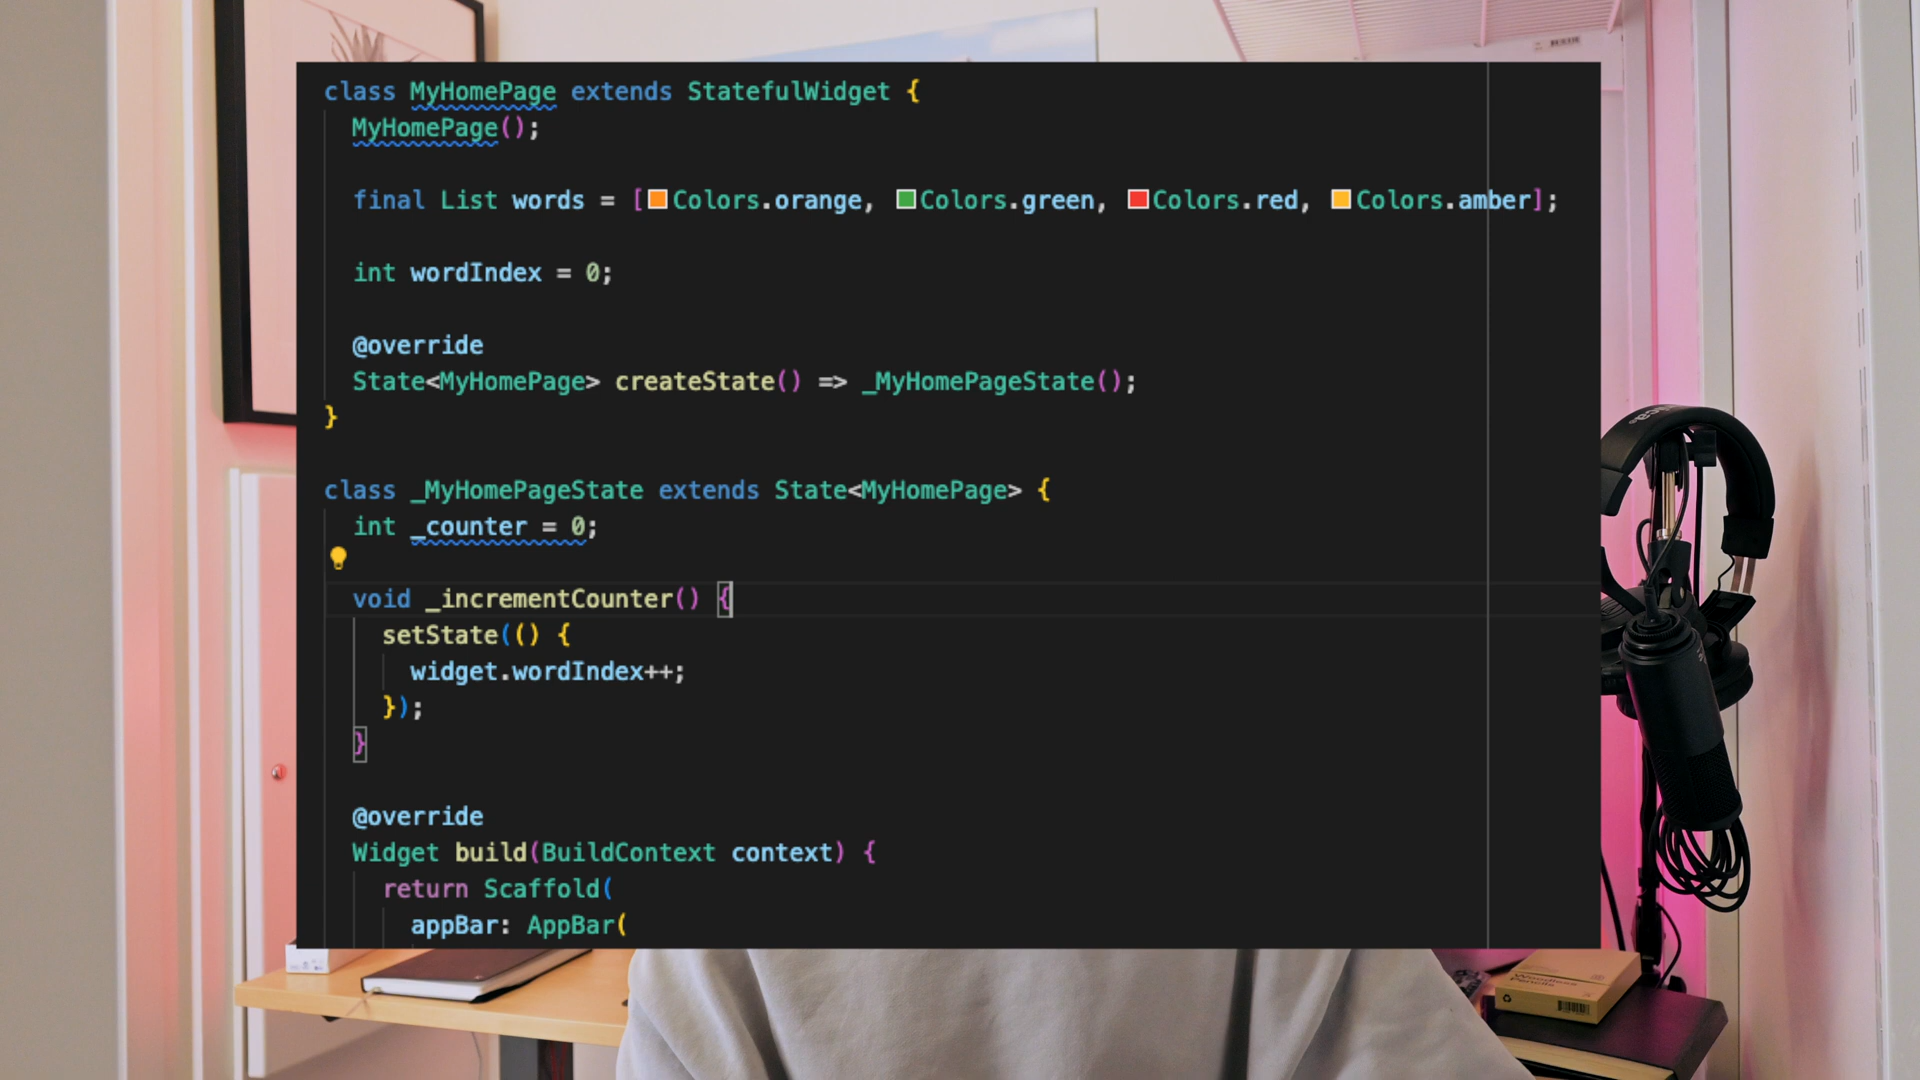 class MyHomePage extends StatefulWidget {
  MyHomePage();

  final List words = [Colors.orange, Colors.green, Colors.red, Colors.amber];

  int wordIndex = 0;

  @override
  State<MyHomePage> createState() => _MyHomePageState();
}

class _MyHomePageState extends State<MyHomePage> {
  int _counter = 0;

  void _incrementCounter() {
    setState(() {
      widget.wordIndex++;
    });
  }

  @override
  Widget build(BuildContext context) {
    return Scaffold(
      appBar: AppBar(